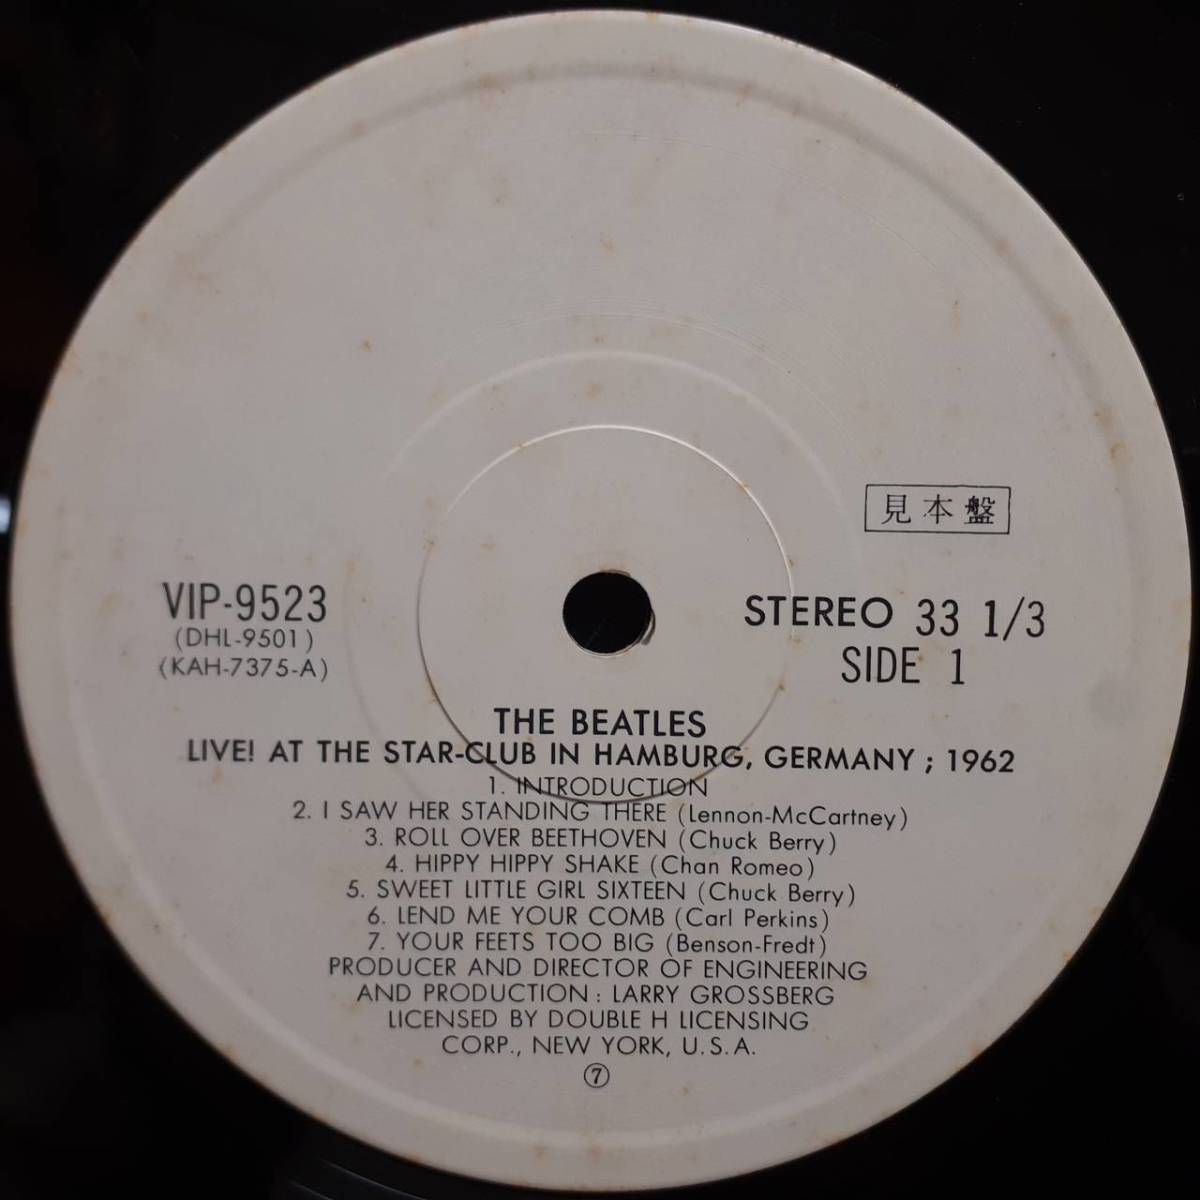 見本盤
VIP-9523
(DHL-9501)
(KAH-7375-A)
STEREO 33 1/3
SIDE 1
THE BEATLES
LIVE! AT THE STAR-CLUB IN HAMBURG, GERMANY ; 1962
1. INTRODUCTION
2. I SAW HER STANDING THERE (Lennon-McCartney)
3. ROLL OVER BEETHOVEN (Chuck Berry)
4. HIPPY HIPPY SHAKE (Chan Romeo)
5. SWEET LITTLE GIRL SIXTEEN (Chuck Berry)
6. LEND ME YOUR COMB (Carl Perkins)
7. YOUR FEETS TOO BIG (Benson-Fredt)
PRODUCER AND DIRECTOR OF ENGINEERING
AND PRODUCTION : LARRY GROSSBERG
LICENSED BY DOUBLE H LICENSING
CORP., NEW YORK, U.S.A.
⑦